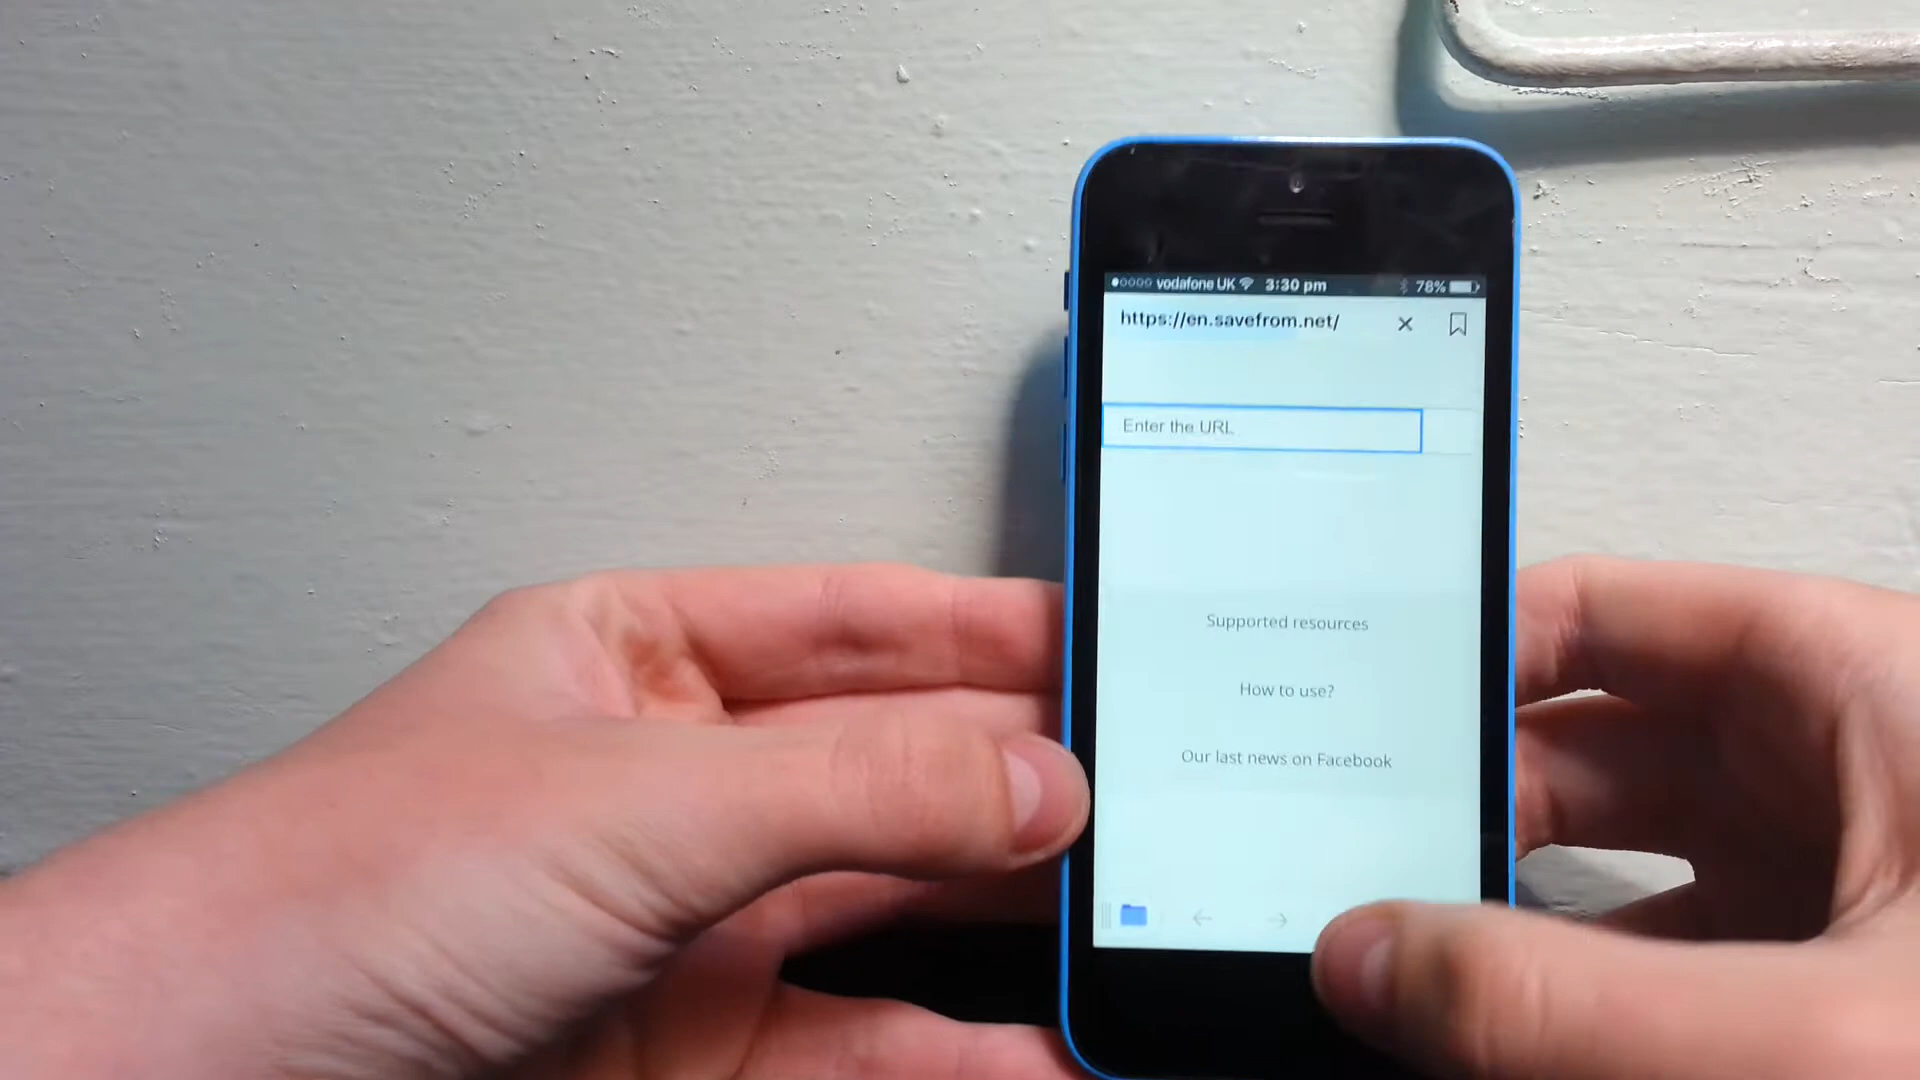 vodafone UK 3:30 pm 78%
https://en.savefrom.net/
Enter the URL
Supported resources
How to use?
Our last news on Facebook